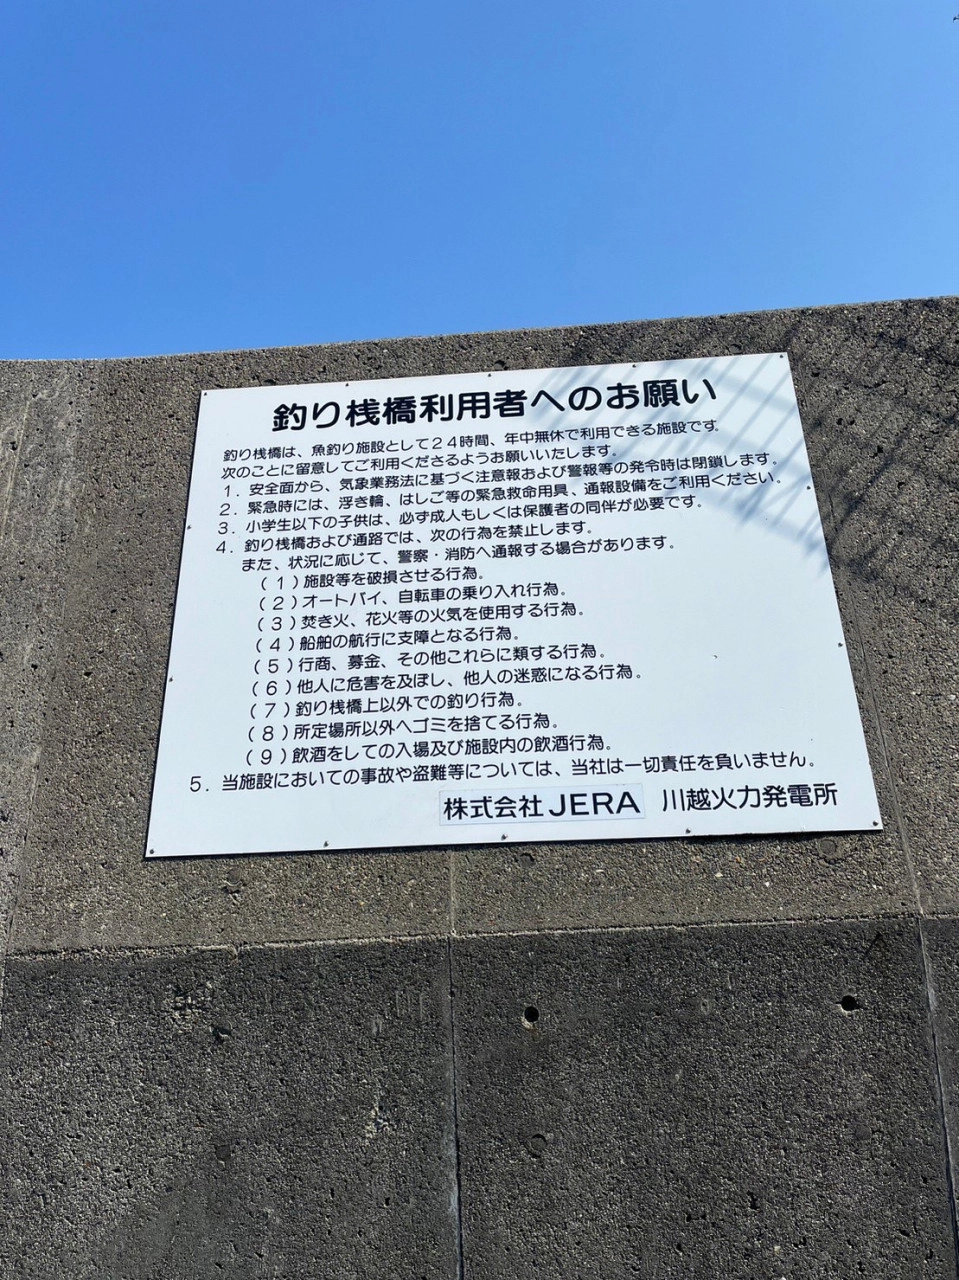 釣り桟橋利用者へのお願い
釣り桟橋は、魚釣り施設として24時間、年中無休で利用できる施設です。
次のことに留意してご利用くださるようお願いいたします。
1．安全面から、気象業務法に基づく注意報および警報等の発令時は閉鎖します。
2．緊急時には、浮き輪、はしご等の緊急救命用具、通報設備をご利用ください。
3．小学生以下の子供は、必ず成人もしくは保護者の同伴が必要です。
4．釣り桟橋および通路では、次の行為を禁止します。
また、状況に応じて、警察・消防へ通報する場合があります。
（1）施設等を破損させる行為。
（2）オートバイ、自転車の乗り入れ行為。
（3）焚き火、花火等の火気を使用する行為。
（4）船舶の航行に支障となる行為。
（5）行商、募金、その他これらに類する行為。
（6）他人に危害を及ぼし、他人の迷惑になる行為。
（7）釣り桟橋上以外での釣り行為。
（8）所定場所以外へゴミを捨てる行為。
（9）飲酒をしての入場及び施設内の飲酒行為。
5．当施設においての事故や盗難等については、当社は一切責任を負いません。
株式会社JERA 川越火力発電所